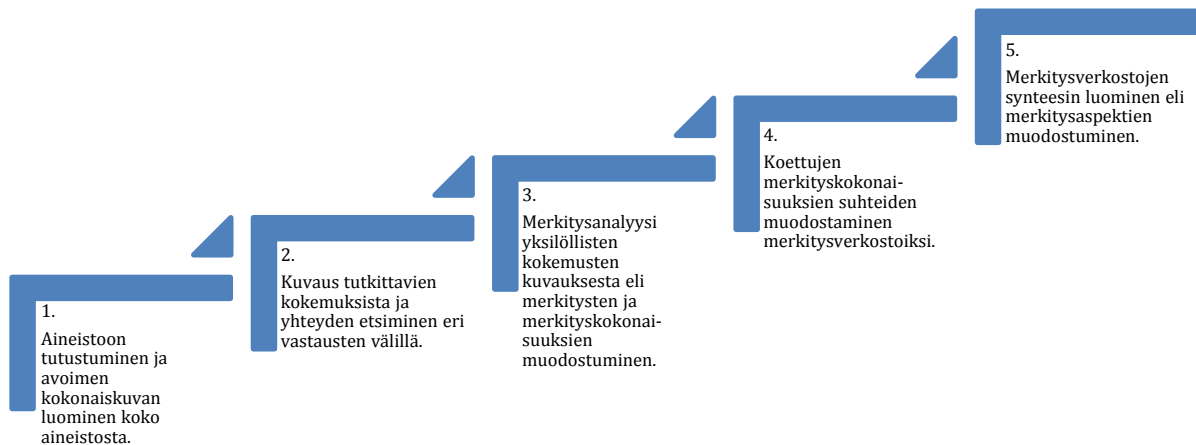 1.
Aineistoon
tutustuminen ja
avoimen
kokonaiskuvan
luominen koko
aineistosta.
2.
Kuvaus tutkittavien
kokemuksista ja
yhteyden etsiminen eri
vastausten välillä.
3.
Merkitysanalyysi
yksilöllisten
kokemusten
kuvauksesta eli
merkitysten ja
merkityskokonai-
suuksien
muodostuminen.
4.
Koettujen
merkityskokonai-
suuksien suhteiden
muodostaminen
merkitysverkostoiksi.
5.
Merkitysverkostojen
synteesin luominen eli
merkitysaspektien
muodostuminen.